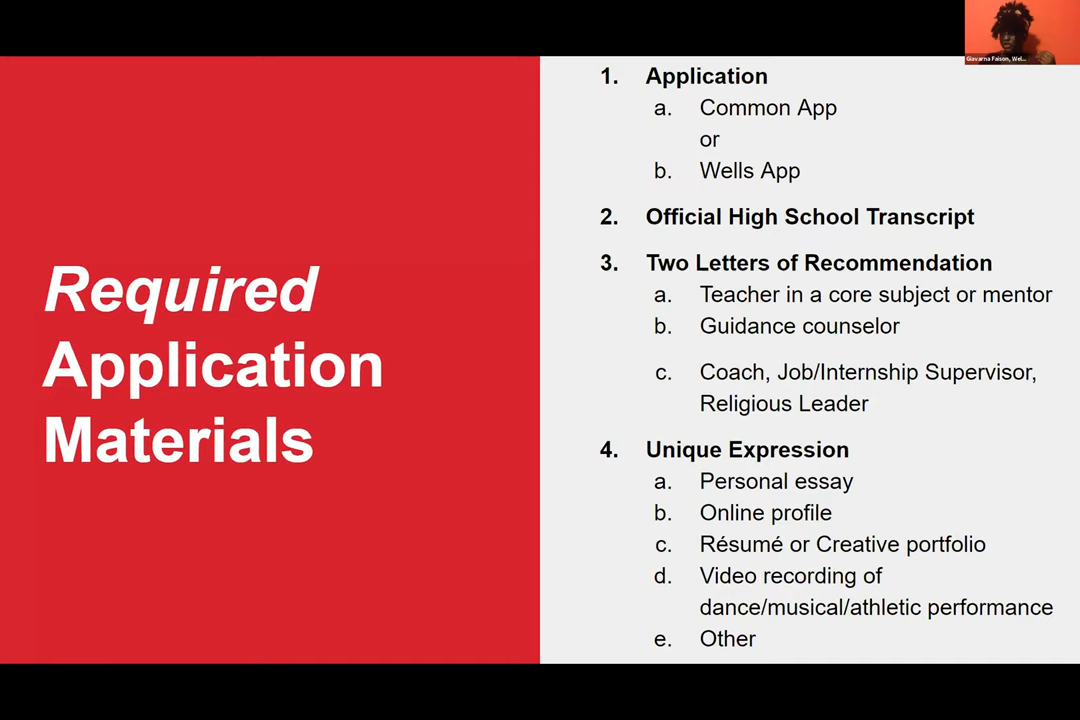 Giavarna Faison, Wel...
Required
Application
Materials
1. Application
a. Common App
or
b. Wells App
2. Official High School Transcript
3. Two Letters of Recommendation
a. Teacher in a core subject or mentor
b. Guidance counselor
c. Coach, Job/Internship Supervisor,
Religious Leader
4. Unique Expression
a. Personal essay
b. Online profile
c. Résumé or Creative portfolio
d. Video recording of
dance/musical/athletic performance
e. Other